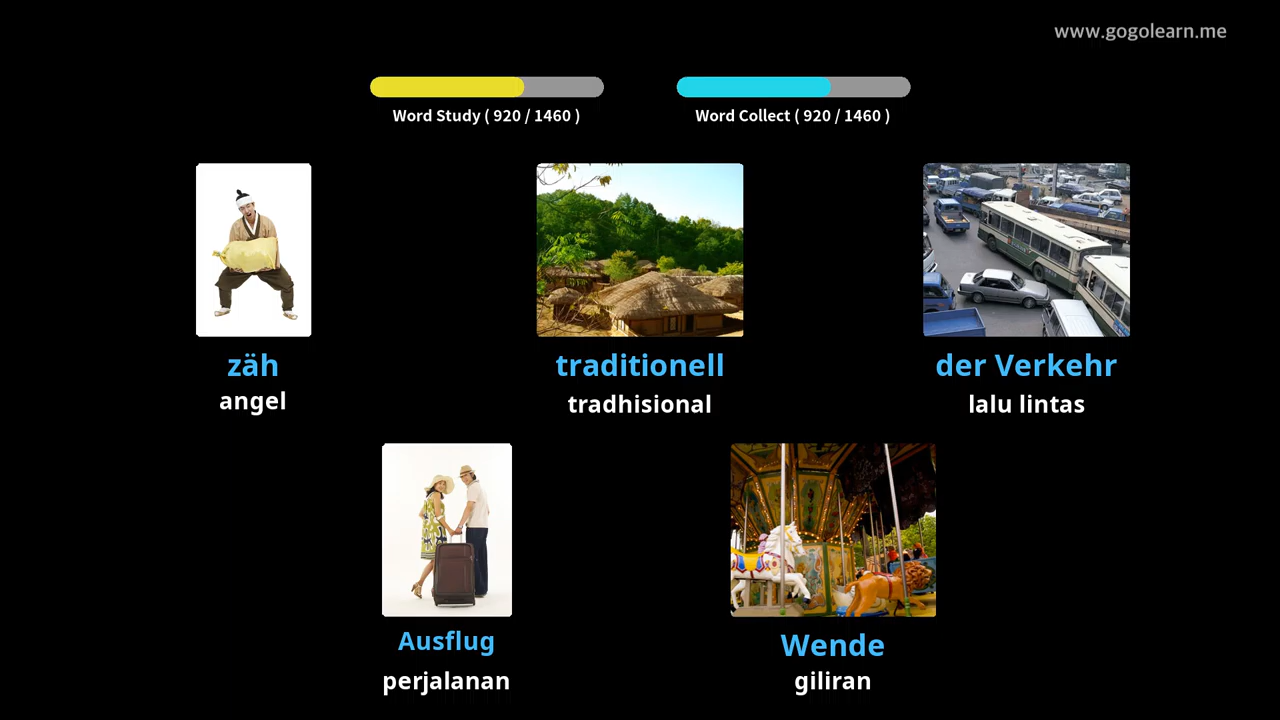 www.gogolearn.me
Word Study ( 920 / 1460 )
Word Collect ( 920 / 1460 )
zäh
angel
traditionell
tradhisional
der Verkehr
lalu lintas
Ausflug
perjalanan
Wende
giliran